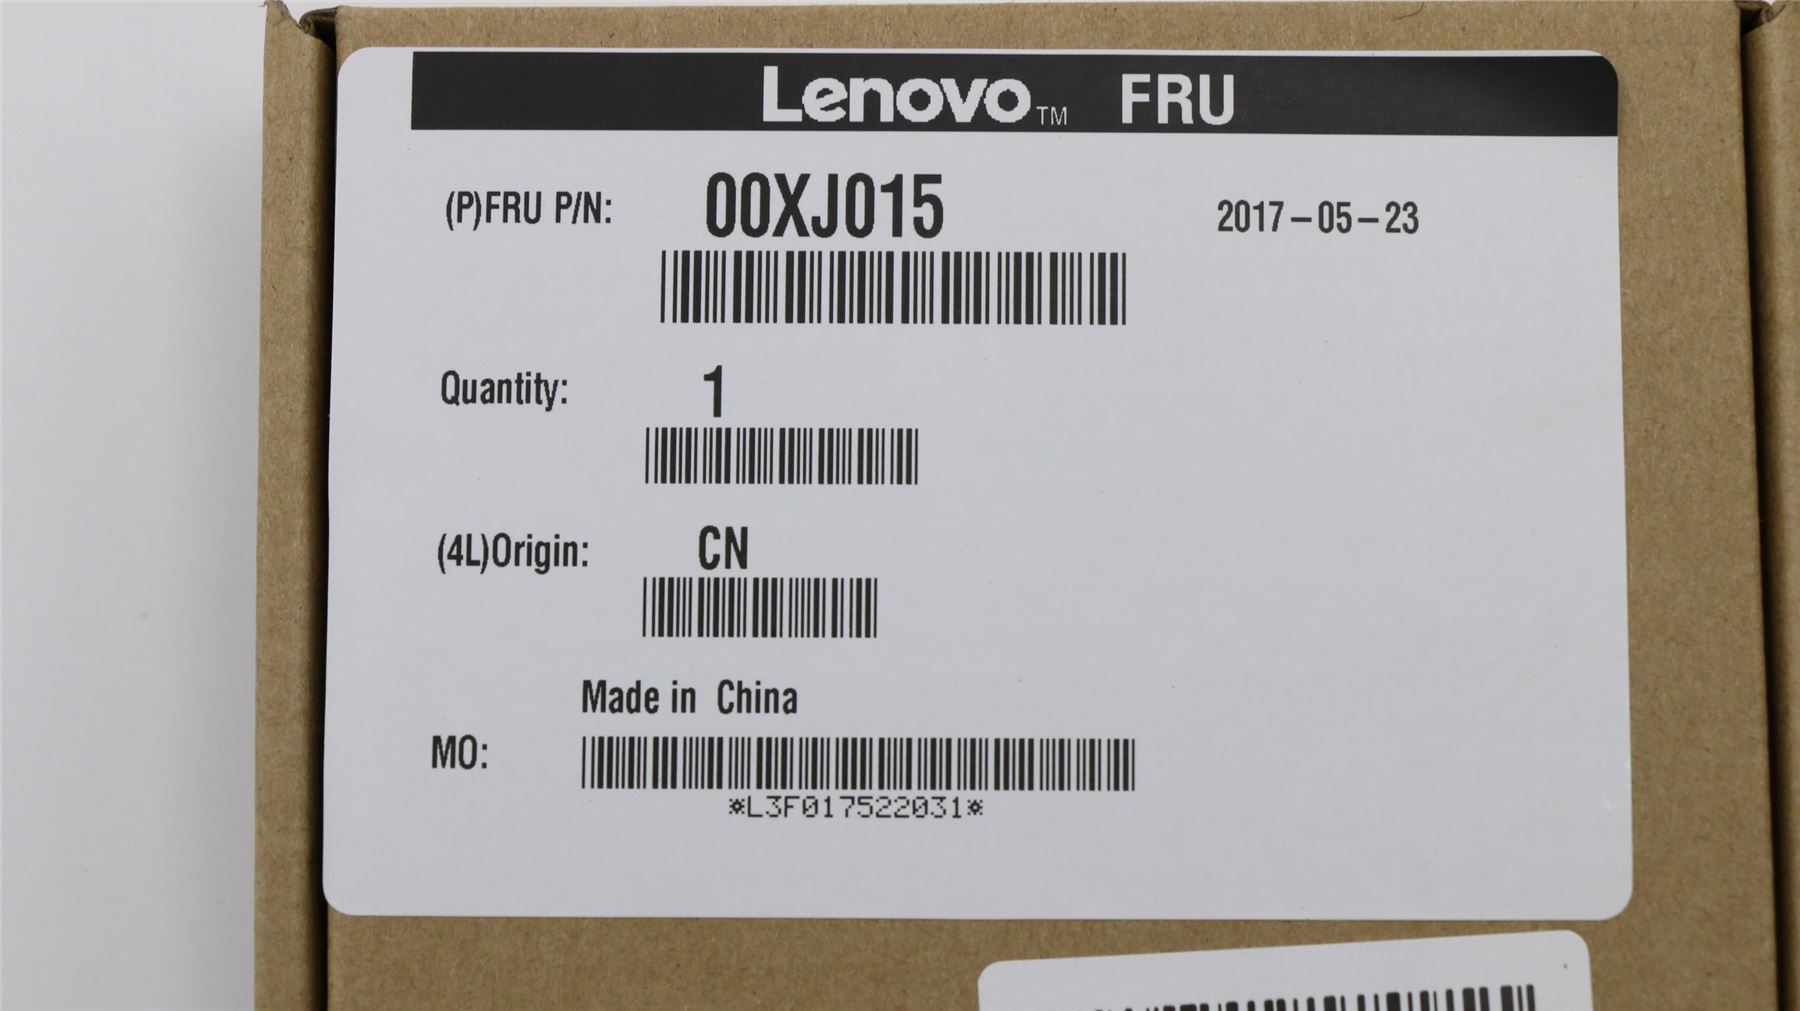 Lenovo™ FRU
(P)FRU P/N: 00XJ015 2017-05-23
Quantity: 1
(4L)Origin: CN
Made in China
MO:
*L3F017522031*